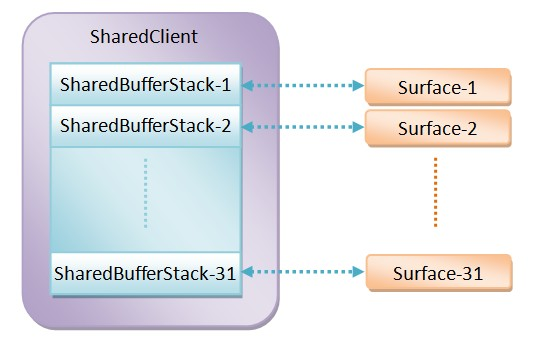 SharedClient
SharedBufferStack-1
Surface-1
SharedBufferStack-2
Surface-2
SharedBufferStack-31
Surface-31